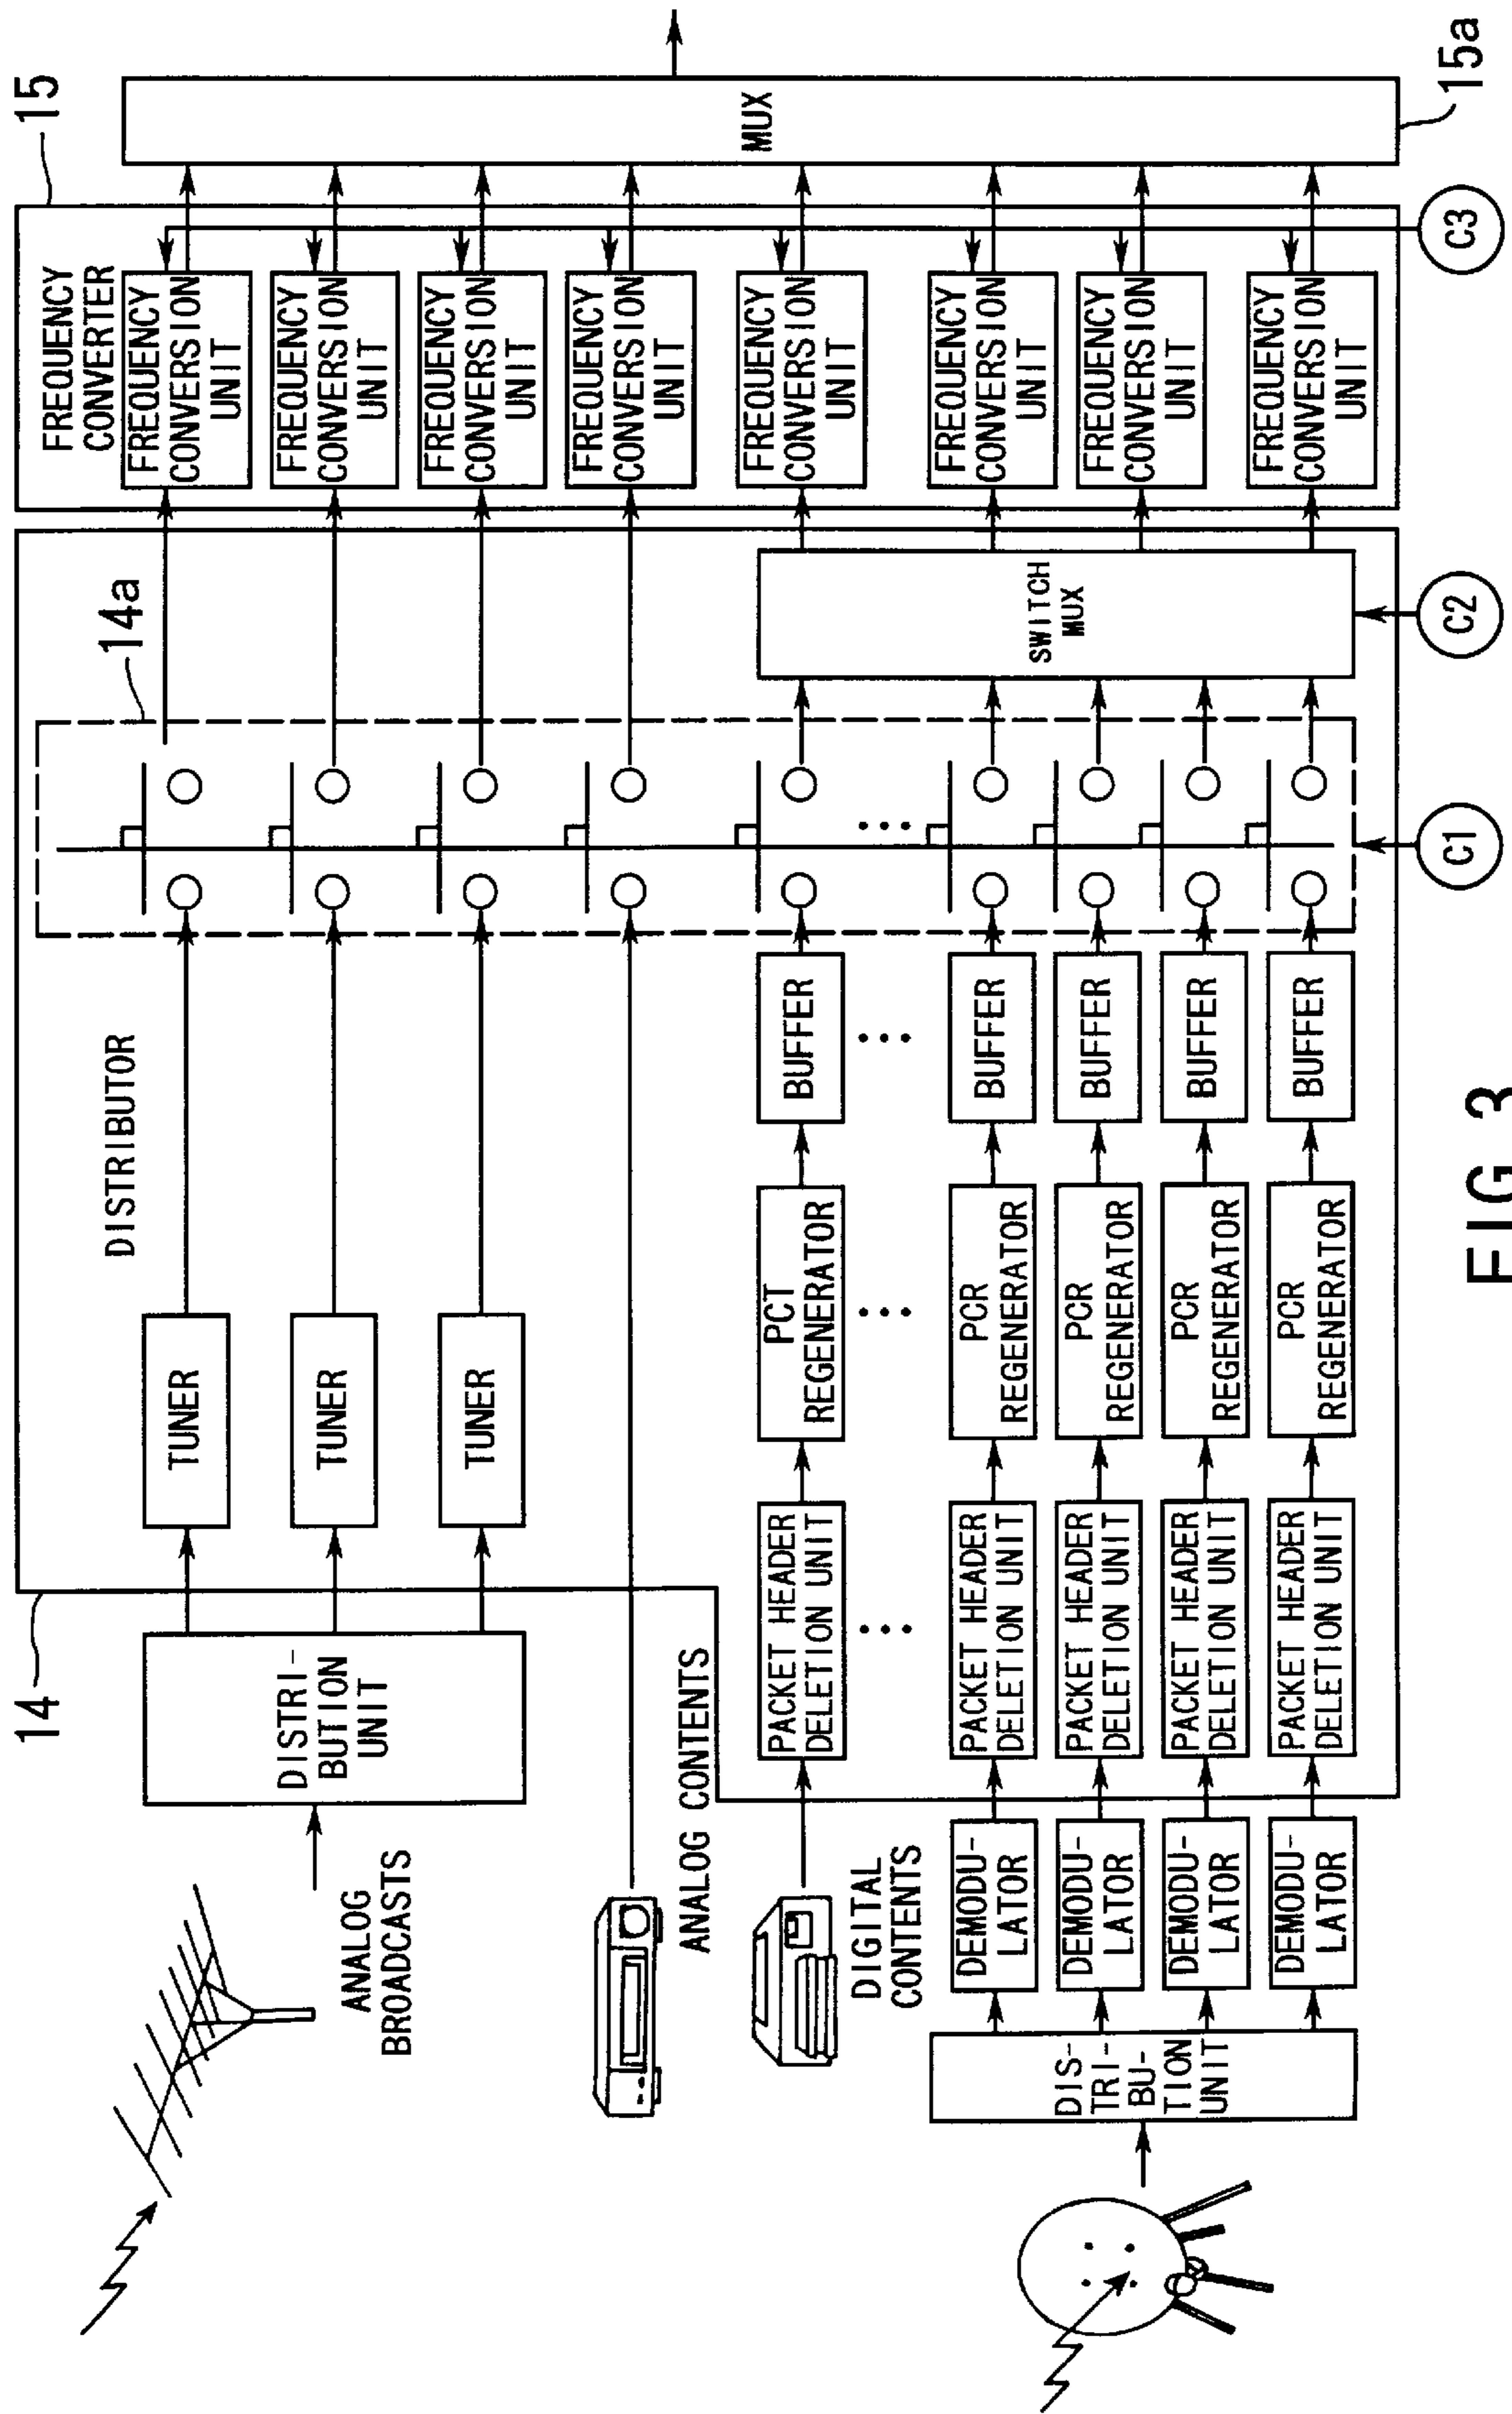 15
FREQUENCY
CONVERTER
FREQUENCY
CONVERSION
UNIT
FREQUENCY
CONVERSION
UNIT
FREQUENCY
CONVERSION
UNIT
FREQUENCY
CONVERSION
UNIT
FREQUENCY
CONVERSION
UNIT
FREQUENCY
CONVERSION
UNIT
FREQUENCY
CONVERSION
UNIT
FREQUENCY
CONVERSION
UNIT
MUX
15a
C3
14
DISTRIBUTOR
14a
ANALOG
BROADCASTS
DISTRI-
BUTION
UNIT
TUNER
TUNER
TUNER
ANALOG CONTENTS
DIGITAL
CONTENTS
PACKET HEADER
DELETION UNIT
PCT
REGENERATOR
BUFFER
...
...
...
...
DIS-
TRI-
BU-
TION
UNIT
DEMODU-
LATOR
PACKET HEADER
DELETION UNIT
PCR
REGENERATOR
BUFFER
DEMODU-
LATOR
PACKET HEADER
DELETION UNIT
PCR
REGENERATOR
BUFFER
DEMODU-
LATOR
PACKET HEADER
DELETION UNIT
PCR
REGENERATOR
BUFFER
DEMODU-
LATOR
PACKET HEADER
DELETION UNIT
PCR
REGENERATOR
BUFFER
SWITCH
MUX
C1
C2
FIG. 3